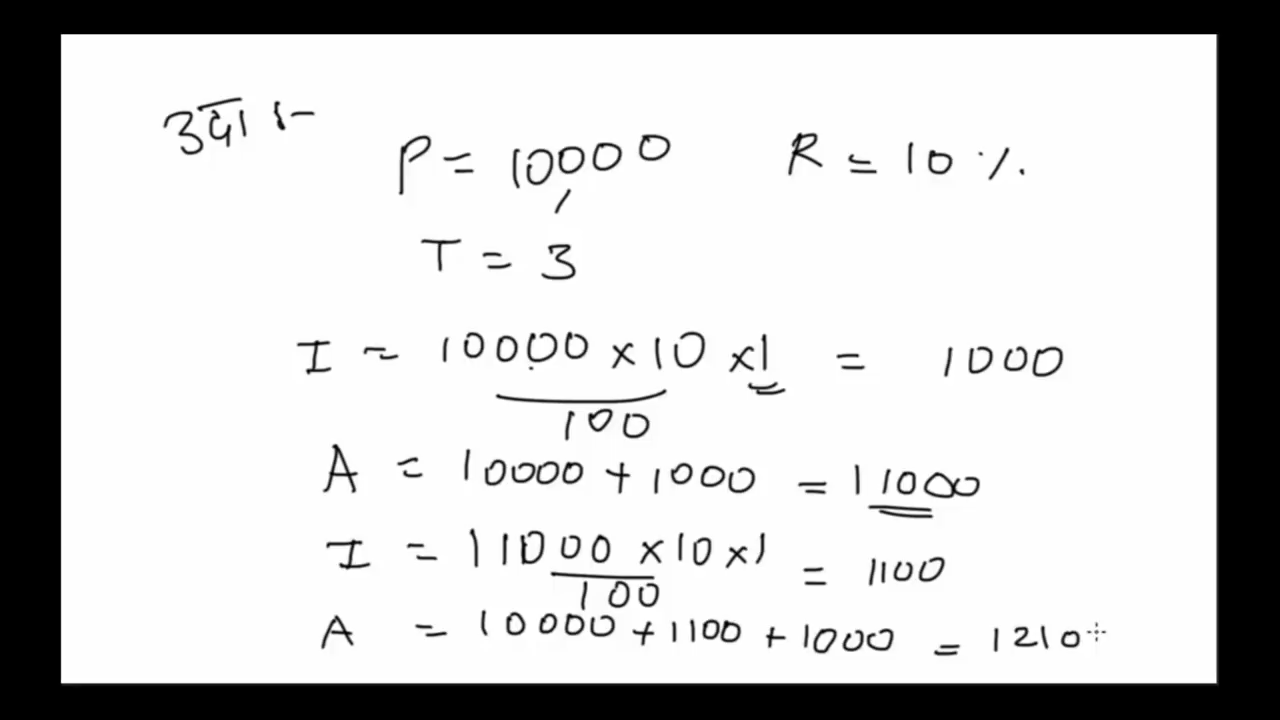 उदा :-
P = 10000 R = 10 %.
T = 3
I = 10000 x 10 x 1 = 1000
100
A = 10000 + 1000 = 11000
I = 11000 x 10 x 1 = 1100
100
A = 10000 + 1100 + 1000 = 1210